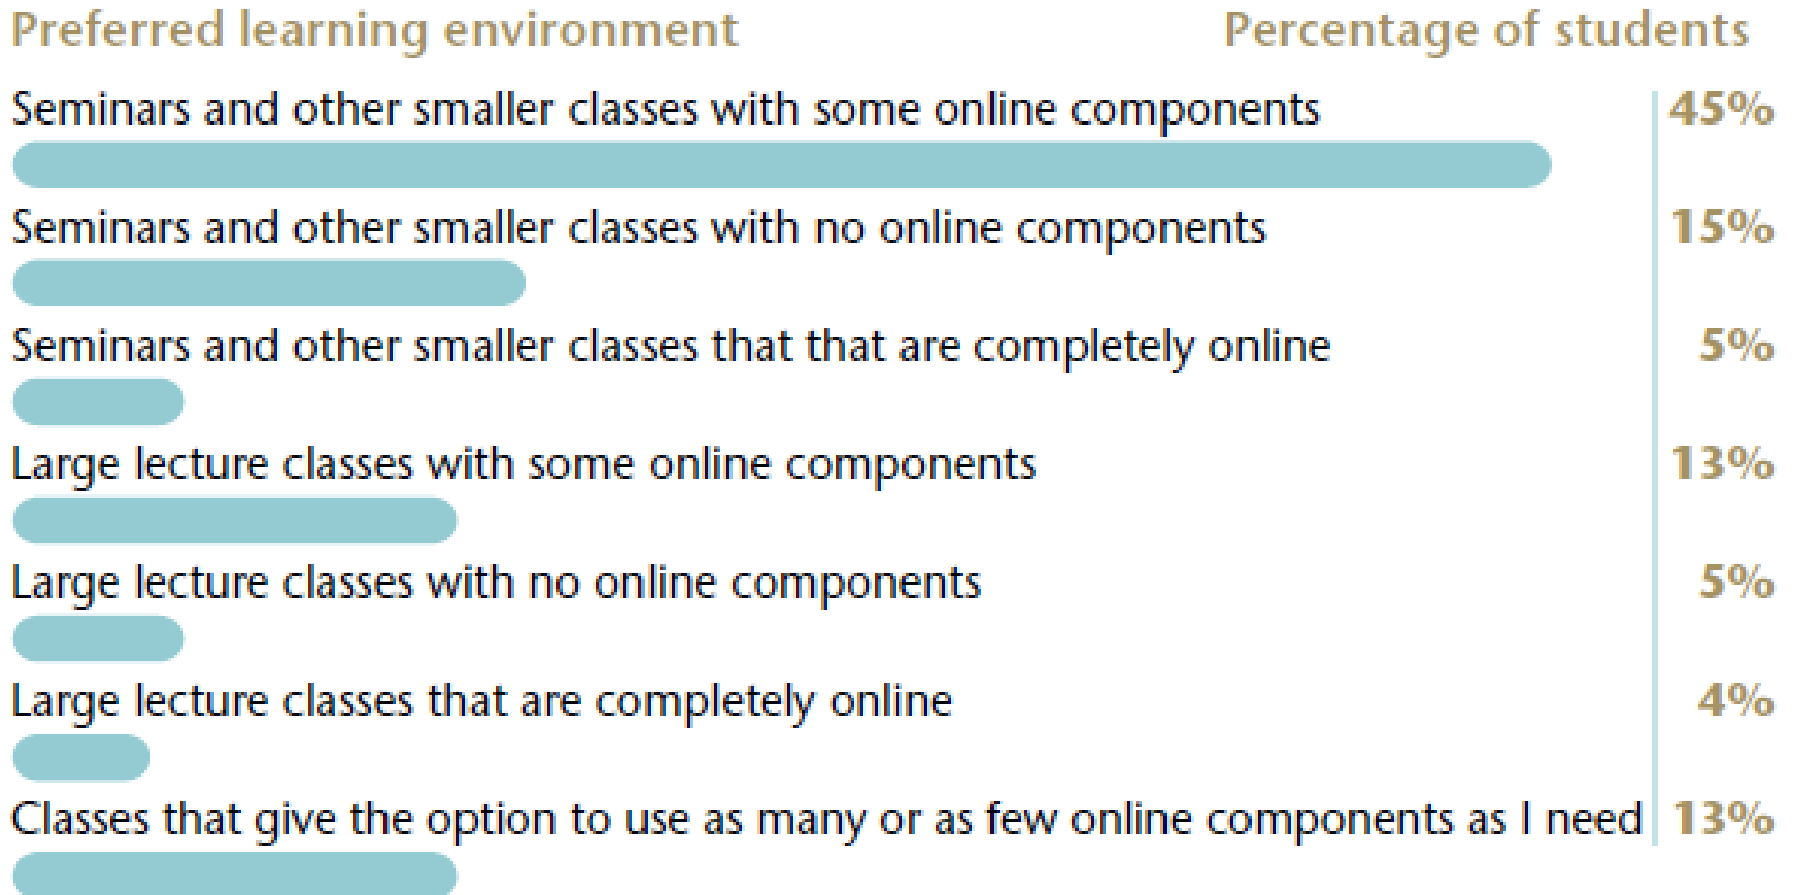 Preferred learning environment Percentage of students
Seminars and other smaller classes with some online components 45%
Seminars and other smaller classes with no online components 15%
Seminars and other smaller classes that that are completely online 5%
Large lecture classes with some online components 13%
Large lecture classes with no online components 5%
Large lecture classes that are completely online 4%
Classes that give the option to use as many or as few online components as I need 13%